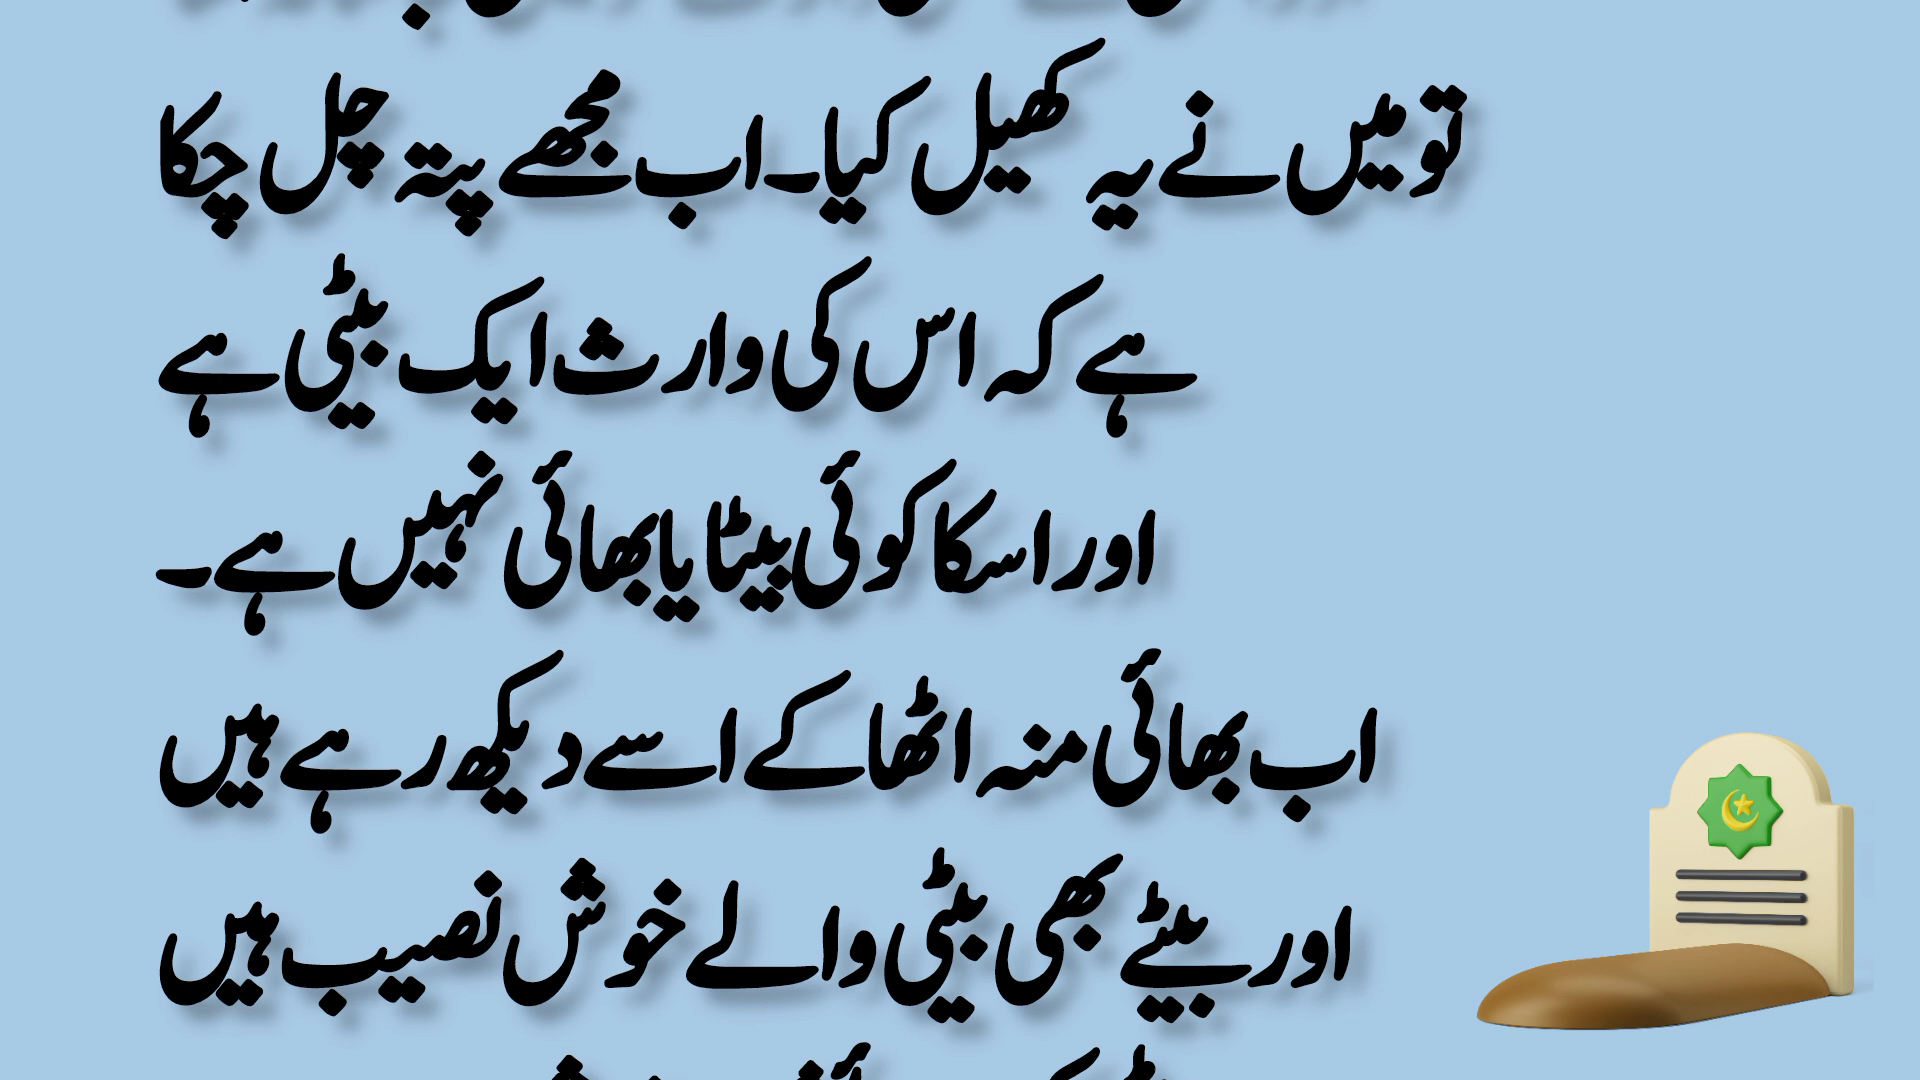 تو میں نے یہ کھیل کیا۔ اب مجھے پتہ چل چکا
ہے کہ اس کی وارث ایک بیٹی ہے
اور اسکا کوئی بیٹا یا بھائی نہیں ہے۔
اب بھائی منہ اٹھا کے اسے دیکھ رہے ہیں
اور بیٹے بھی بیٹی والے خوش نصیب ہیں